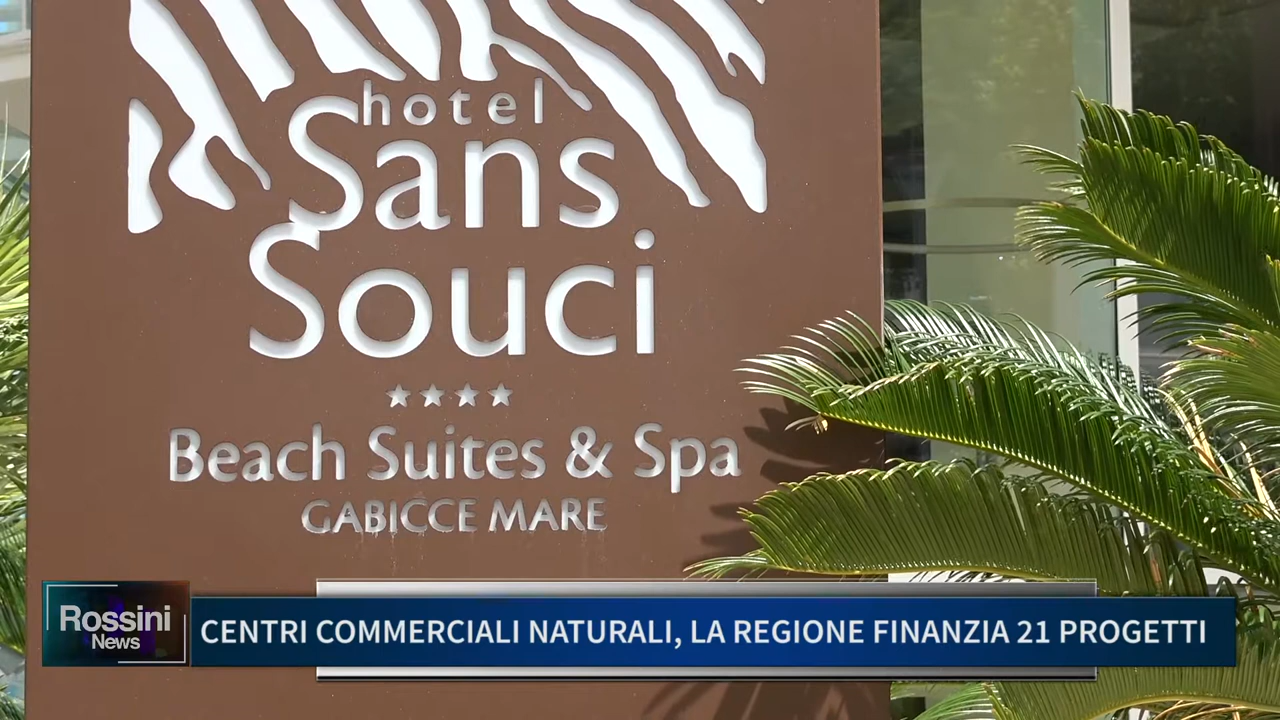 hotel
Sans
Souci
★★★★
Beach Suites & Spa
GABICCE MARE
Rossini
News
CENTRI COMMERCIALI NATURALI, LA REGIONE FINANZIA 21 PROGETTI